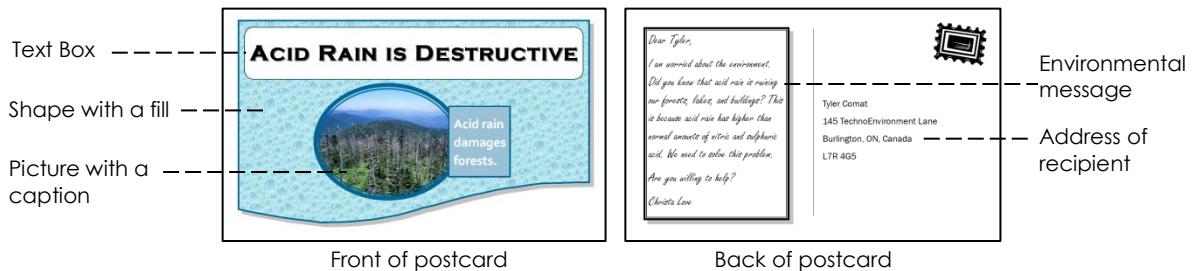 Text Box
Shape with a fill
Picture with a
caption
ACID RAIN IS DESTRUCTIVE
Acid rain
damages
forests.
Front of postcard
Dear Tyler,
I am worried about the environment.
Did you know that acid rain is ruining
our forests, lakes, and buildings? This
is because acid rain has higher than
normal amounts of nitric and sulphuric
acid. We need to solve this problem.
Are you willing to help?
Christa Love
Tyler Comat
145 TechnoEnvironment Lane
Burlington, ON, Canada
L7R 4G5
Back of postcard
Environmental
message
Address of
recipient